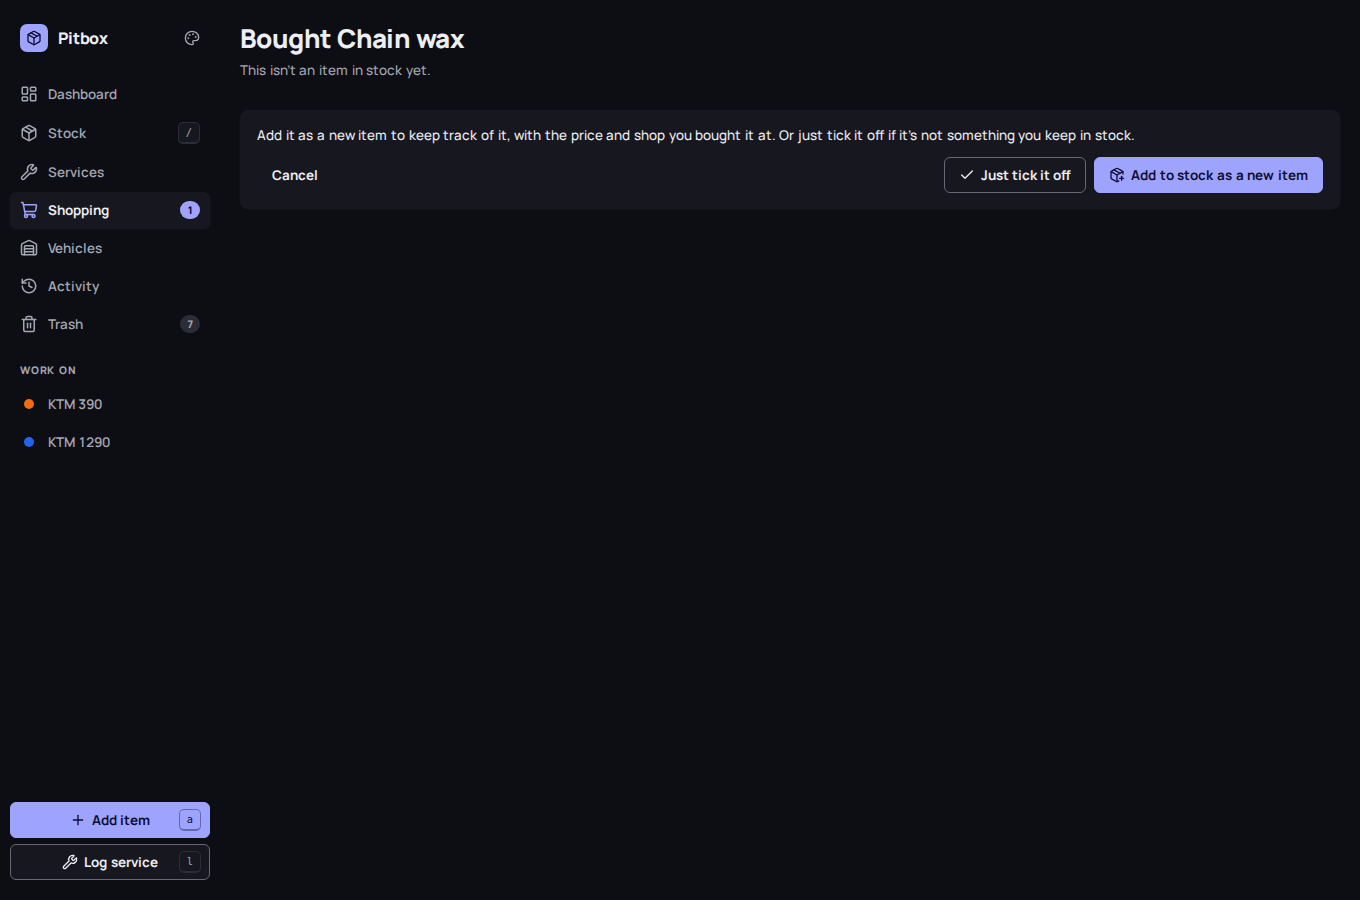 Pitbox
Dashboard
Stock /
Services
Shopping 1
Vehicles
Activity
Trash 7
WORK ON
KTM 390
KTM 1290
Add item a
Log service l
Bought Chain wax
This isn't an item in stock yet.
Add it as a new item to keep track of it, with the price and shop you bought it at. Or just tick it off if it's not something you keep in stock.
Cancel
Just tick it off
Add to stock as a new item